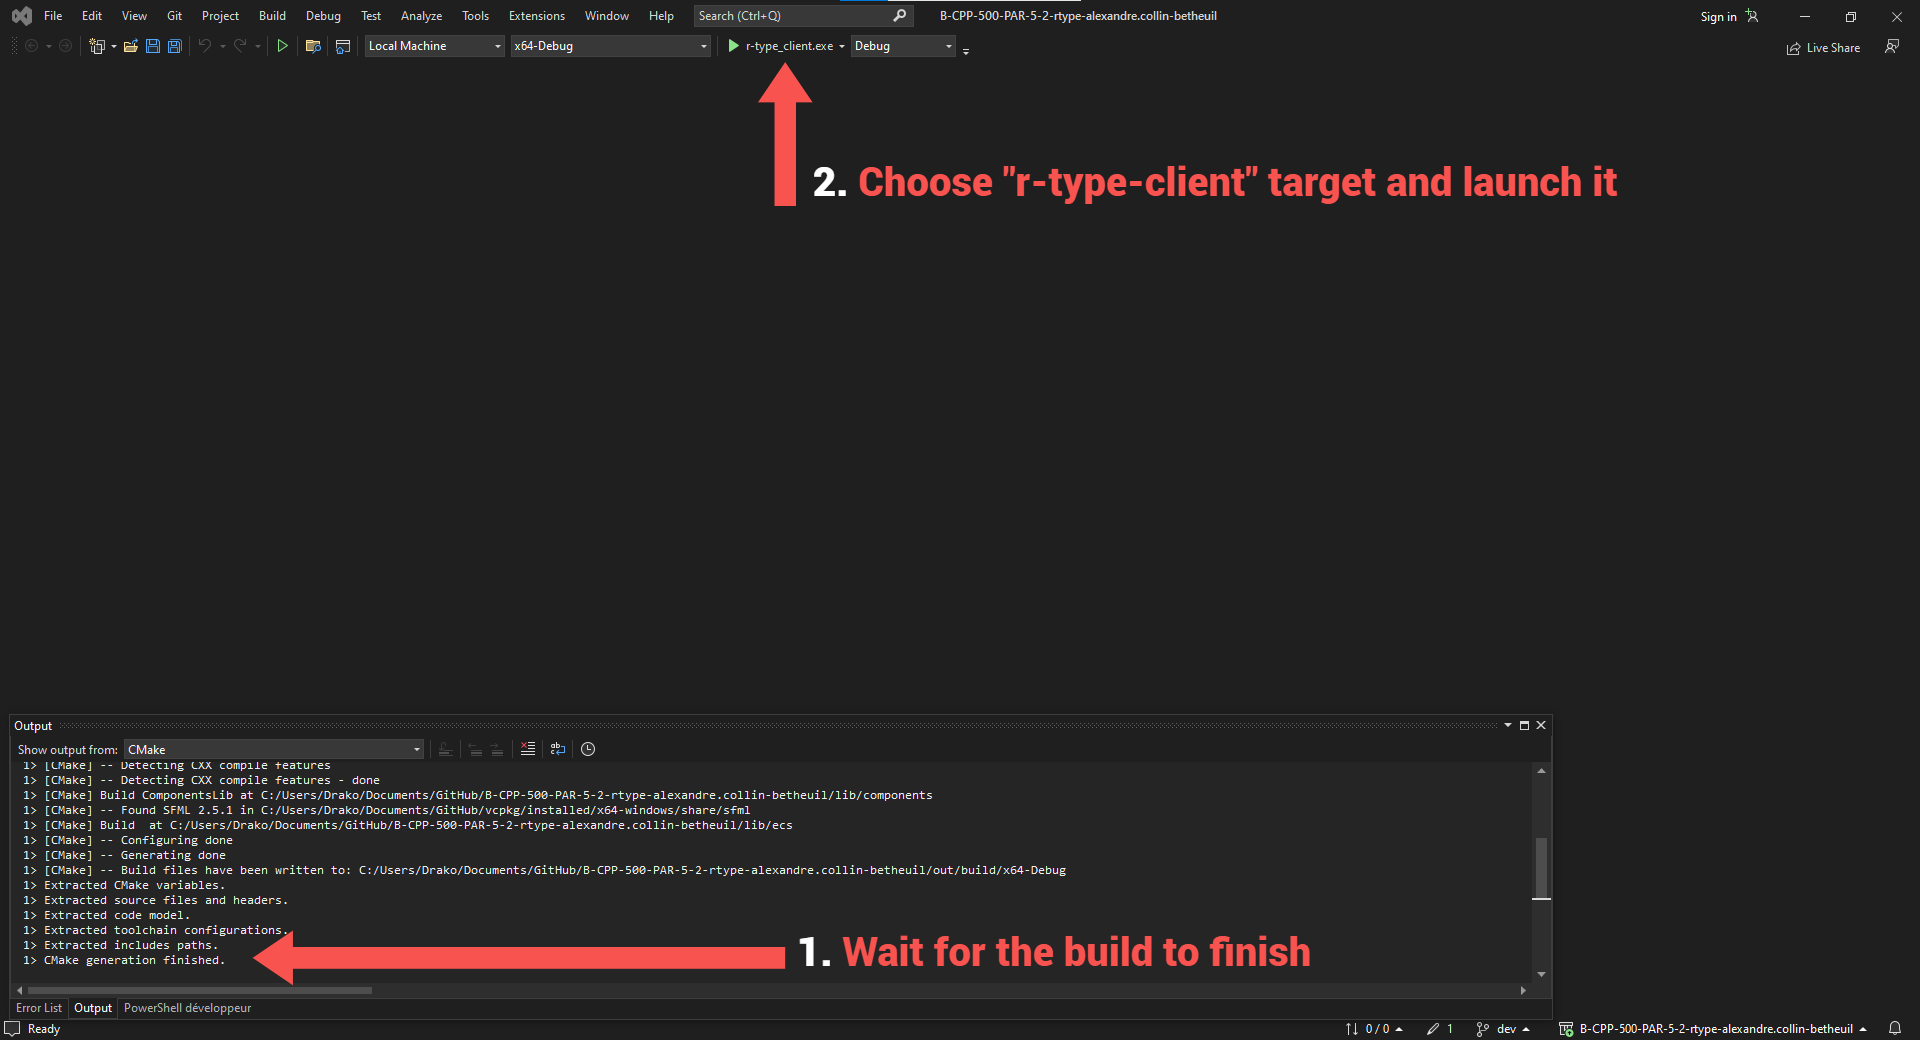 File Edit View Git Project Build Debug Test Analyze Tools Extensions Window Help Search (Ctrl+Q) B-CPP-500-PAR-5-2-rtype-alexandre.collin-betheuil Sign in
Local Machine x64-Debug r-type_client.exe Debug Live Share
2. Choose "r-type-client" target and launch it
Output
Show output from: CMake
1> [CMake] -- Detecting CXX compile features
1> [CMake] -- Detecting CXX compile features - done
1> [CMake] Build ComponentsLib at C:/Users/Drako/Documents/GitHub/B-CPP-500-PAR-5-2-rtype-alexandre.collin-betheuil/lib/components
1> [CMake] -- Found SFML 2.5.1 in C:/Users/Drako/Documents/GitHub/vcpkg/installed/x64-windows/share/sfml
1> [CMake] Build  at C:/Users/Drako/Documents/GitHub/B-CPP-500-PAR-5-2-rtype-alexandre.collin-betheuil/lib/ecs
1> [CMake] -- Configuring done
1> [CMake] -- Generating done
1> [CMake] -- Build files have been written to: C:/Users/Drako/Documents/GitHub/B-CPP-500-PAR-5-2-rtype-alexandre.collin-betheuil/out/build/x64-Debug
1> Extracted CMake variables.
1> Extracted source files and headers.
1> Extracted code model.
1> Extracted toolchain configurations.
1> Extracted includes paths.
1> CMake generation finished.
1. Wait for the build to finish
Error List Output PowerShell développeur
Ready 0 / 0 1 dev B-CPP-500-PAR-5-2-rtype-alexandre.collin-betheuil